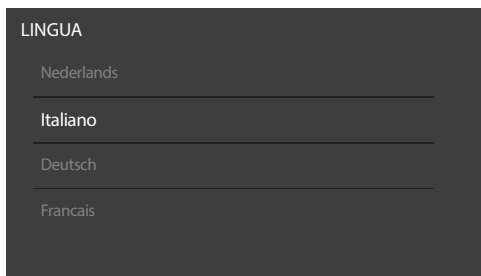 LINGUA
Nederlands
Italiano
Deutsch
Francais